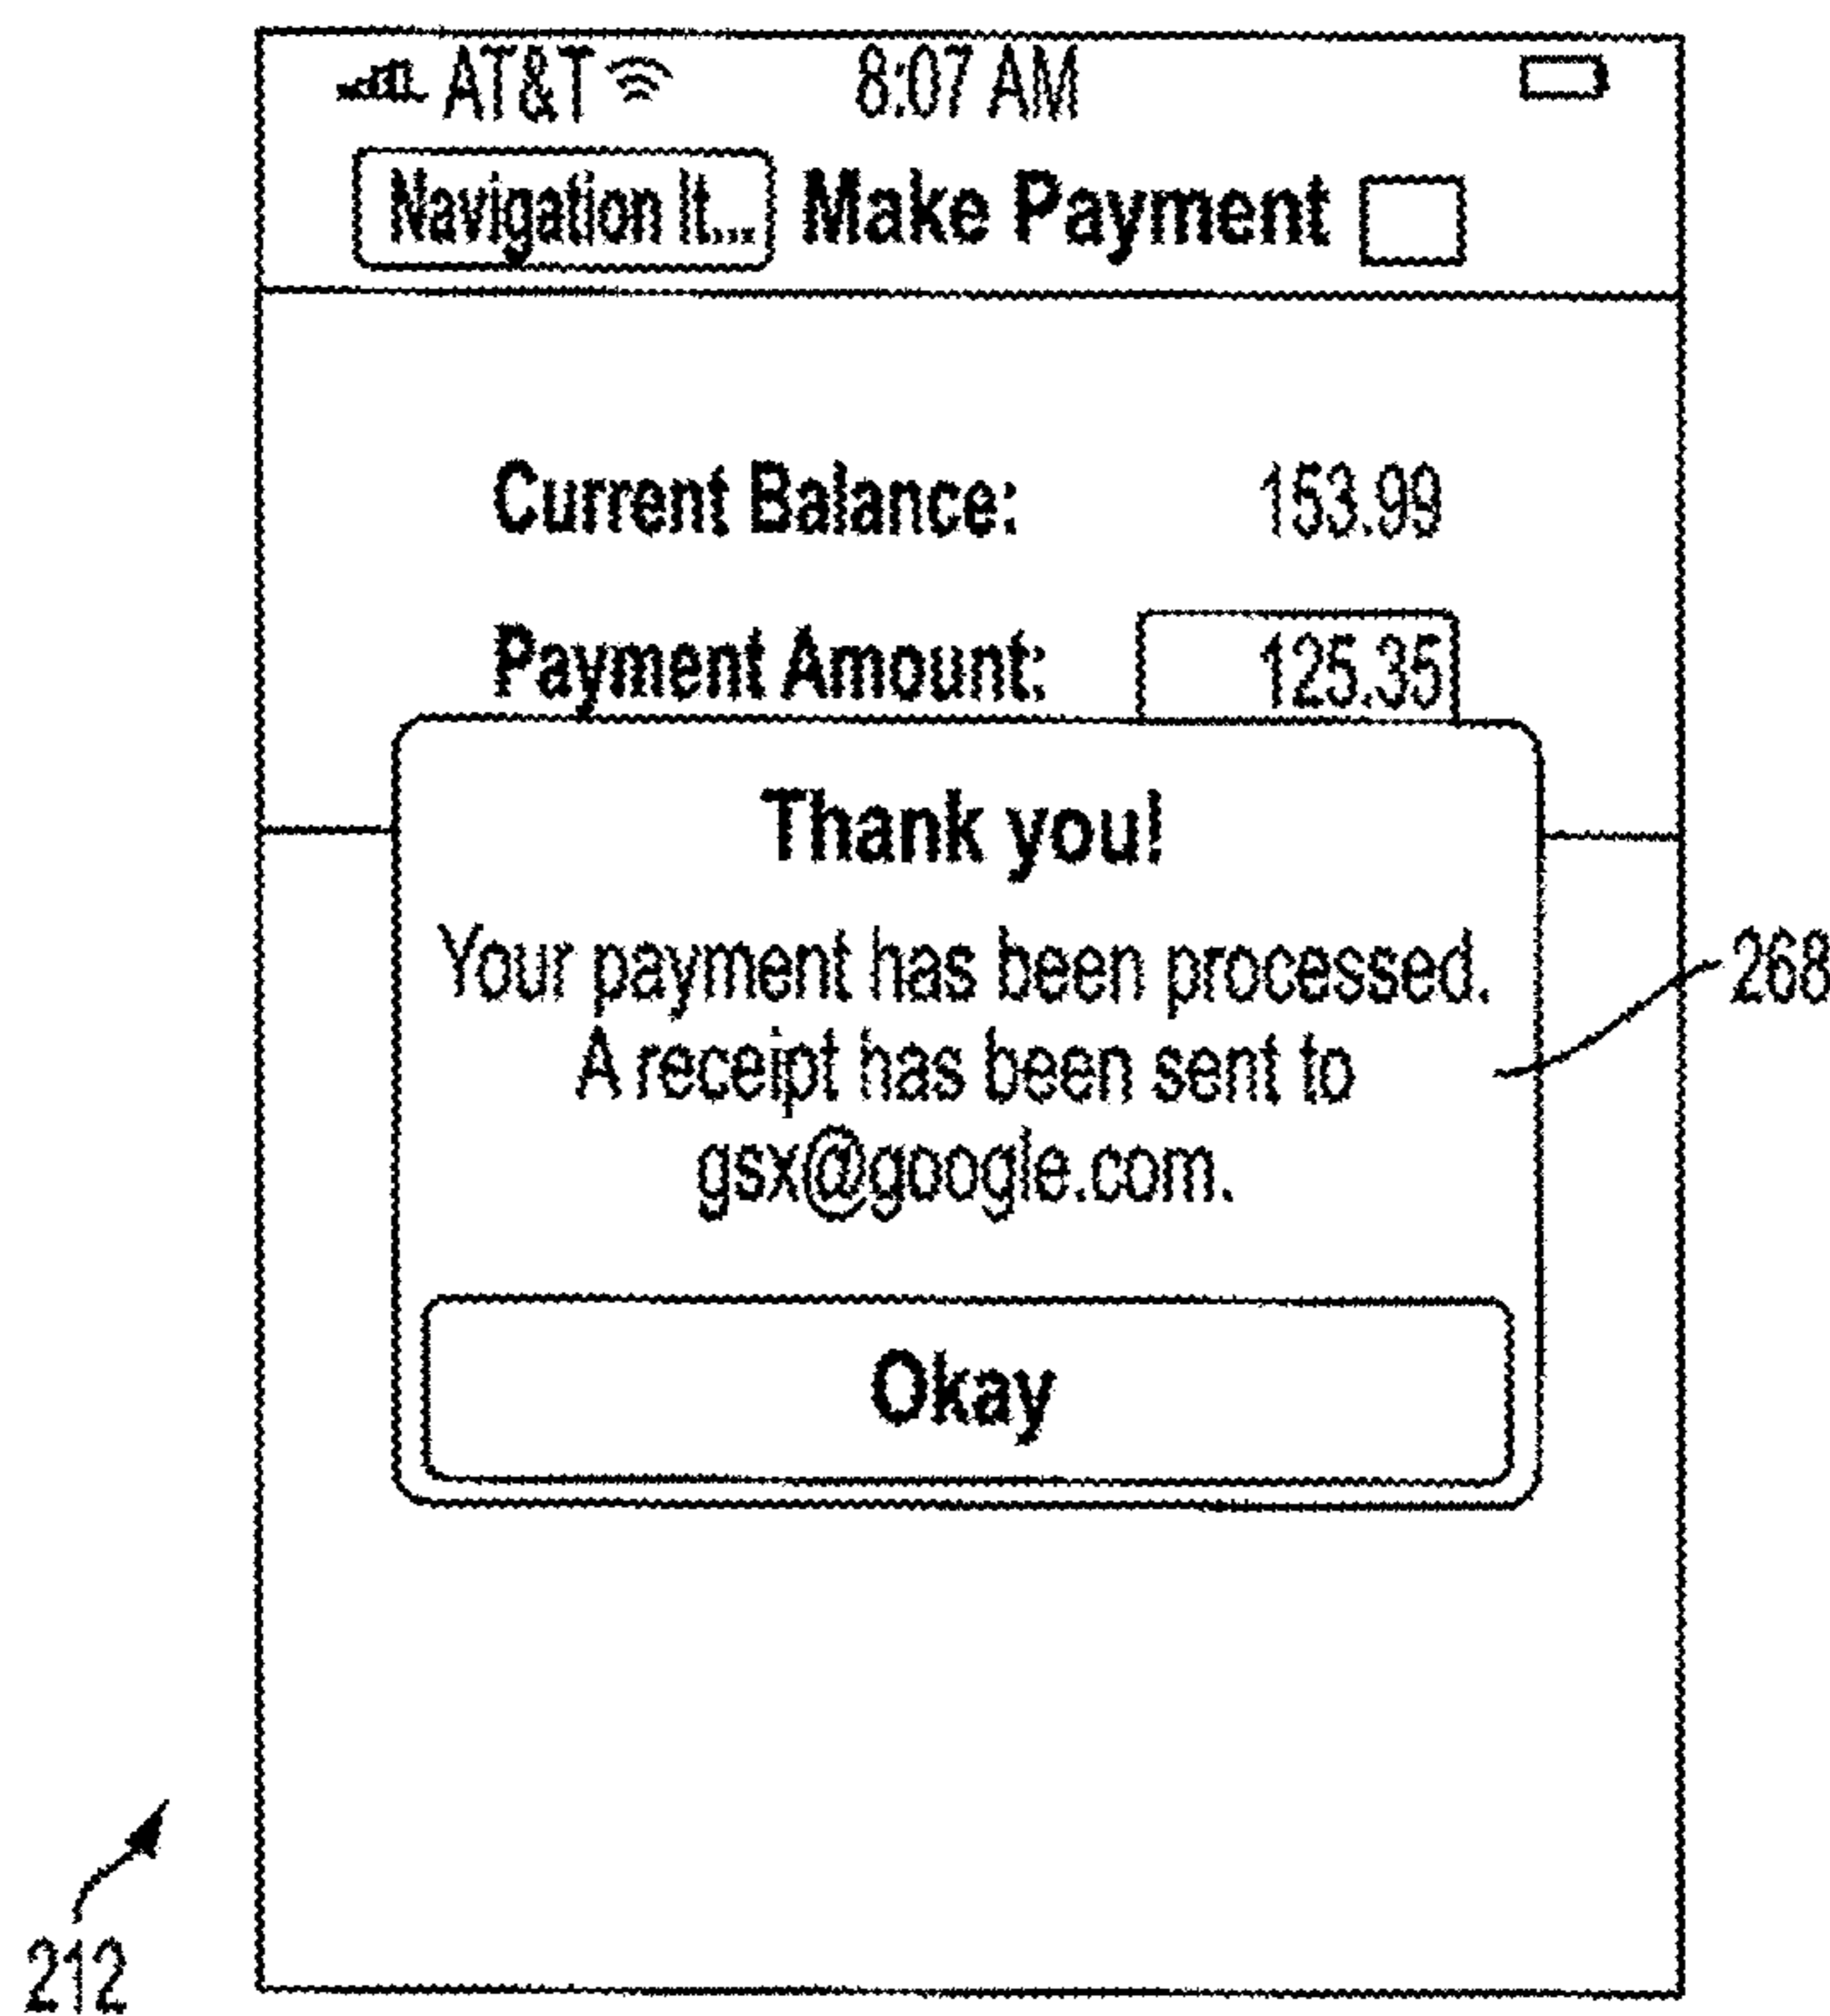 AT&T 8:07 AM
Navigation It... Make Payment
Current Balance: 153.99
Payment Amount: 125.35
Thank you!
Your payment has been processed.
A receipt has been sent to
gsx@google.com.
Okay
268
212